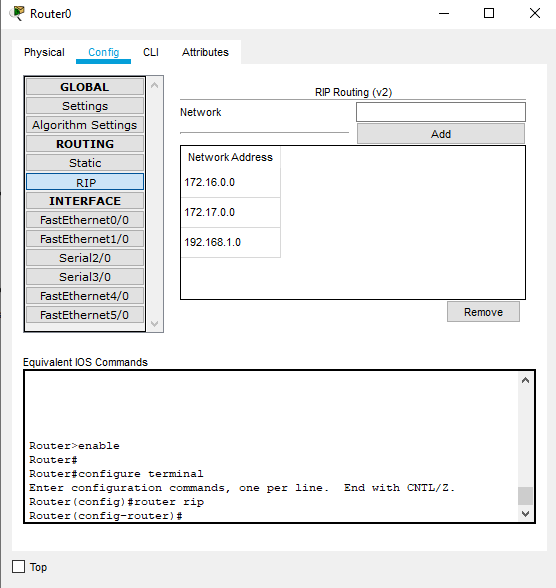 Router0
Physical Config CLI Attributes
GLOBAL
Settings
Algorithm Settings
ROUTING
Static
RIP
INTERFACE
FastEthernet0/0
FastEthernet1/0
Serial2/0
Serial3/0
FastEthernet4/0
FastEthernet5/0
RIP Routing (v2)
Network
Add
Network Address
172.16.0.0
172.17.0.0
192.168.1.0
Remove
Equivalent IOS Commands
Router>enable
Router#
Router#configure terminal
Enter configuration commands, one per line.  End with CNTL/Z.
Router(config)#router rip
Router(config-router)#
Top